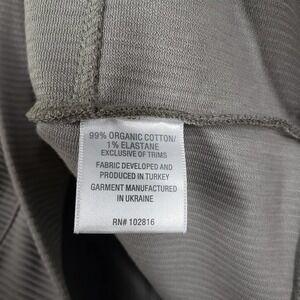 99% ORGANIC COTTON/
1% ELASTANE
EXCLUSIVE OF TRIMS
FABRIC DEVELOPED AND
PRODUCED IN TURKEY
GARMENT MANUFACTURED
IN UKRAINE
RN# 102816